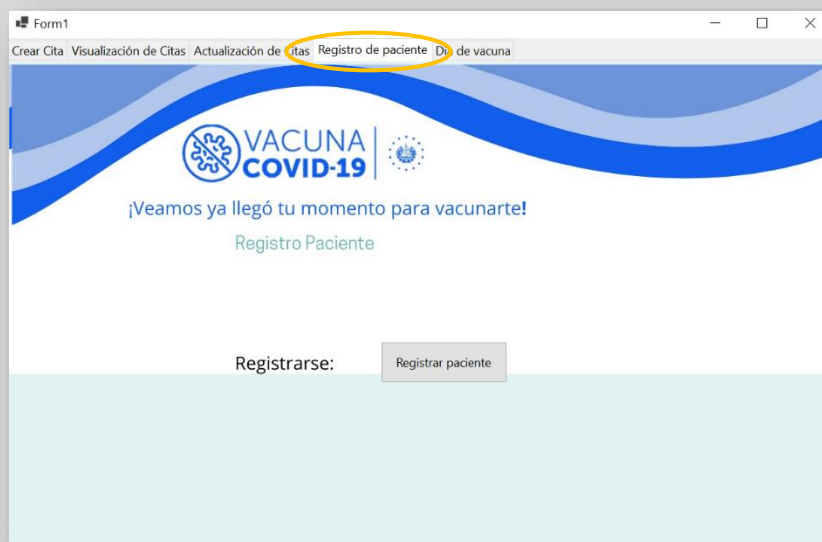 Form1
Crear Cita Visualización de Citas Actualización de Citas Registro de paciente Día de vacuna
VACUNA
COVID-19
¡Veamos ya llegó tu momento para vacunarte!
Registro Paciente
Registrarse: Registrar paciente